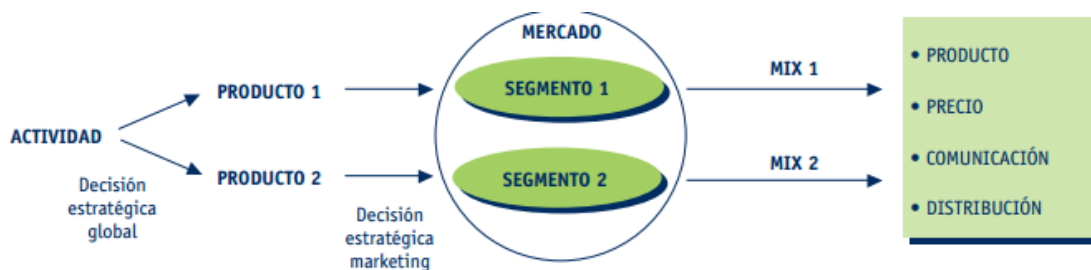 MERCADO
MIX 1
• PRODUCTO
PRODUCTO 1
SEGMENTO 1
• PRECIO
ACTIVIDAD
MIX 2
• COMUNICACIÓN
PRODUCTO 2
SEGMENTO 2
Decisión
estratégica
global
Decisión
estratégica
marketing
• DISTRIBUCIÓN